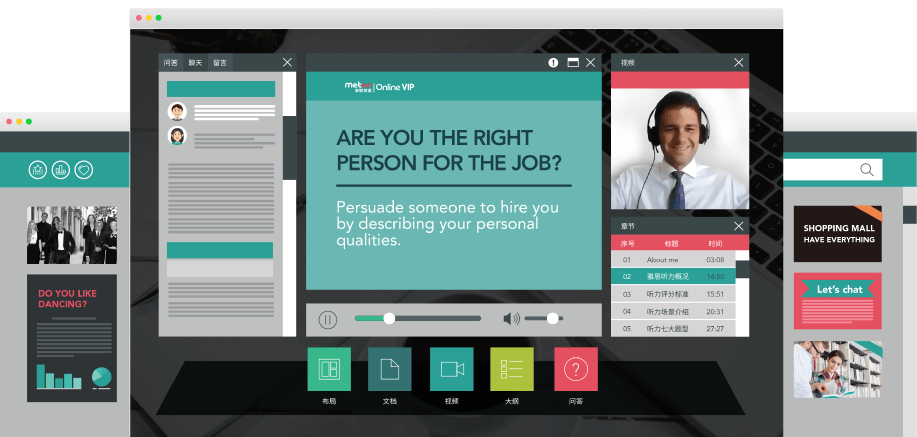 问答 聊天 留言
met
Online VIP
ARE YOU THE RIGHT
PERSON FOR THE JOB?
Persuade someone to hire you
by describing your personal
qualities.
视频
章节
序号 标题 时间
01 About me 03:08
02 雅思听力概况 14:50
03 听力评分标准 15:51
04 听力场景介绍 20:31
05 听力七大题型 27:27
布局 文档 视频 大纲 问答
DO YOU LIKE
DANCING?
SHOPPING MALL
HAVE EVERYTHING
Let's chat